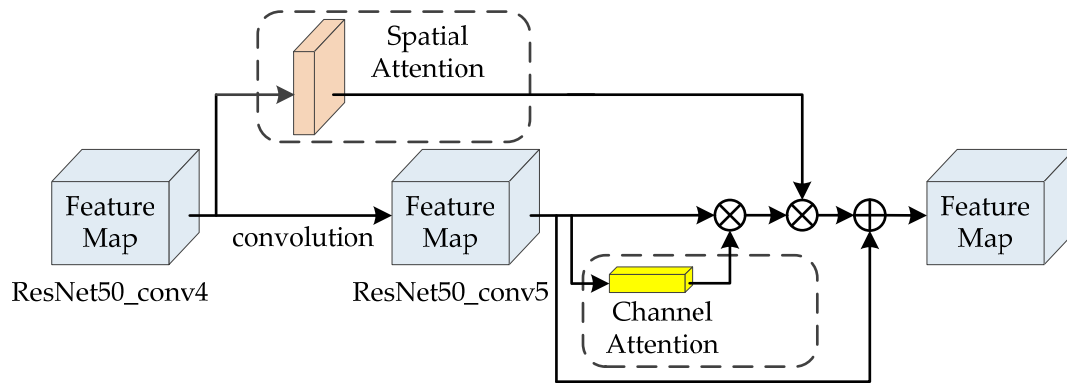 Spatial
Attention
Feature
Map
ResNet50_conv4
convolution
Feature
Map
ResNet50_conv5
Channel
Attention
Feature
Map